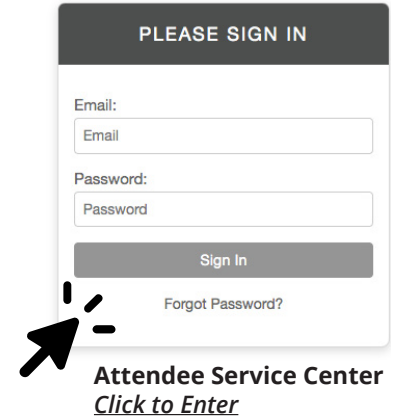 PLEASE SIGN IN
Email:
Email
Password:
Password
Sign In
Forgot Password?
Attendee Service Center
Click to Enter